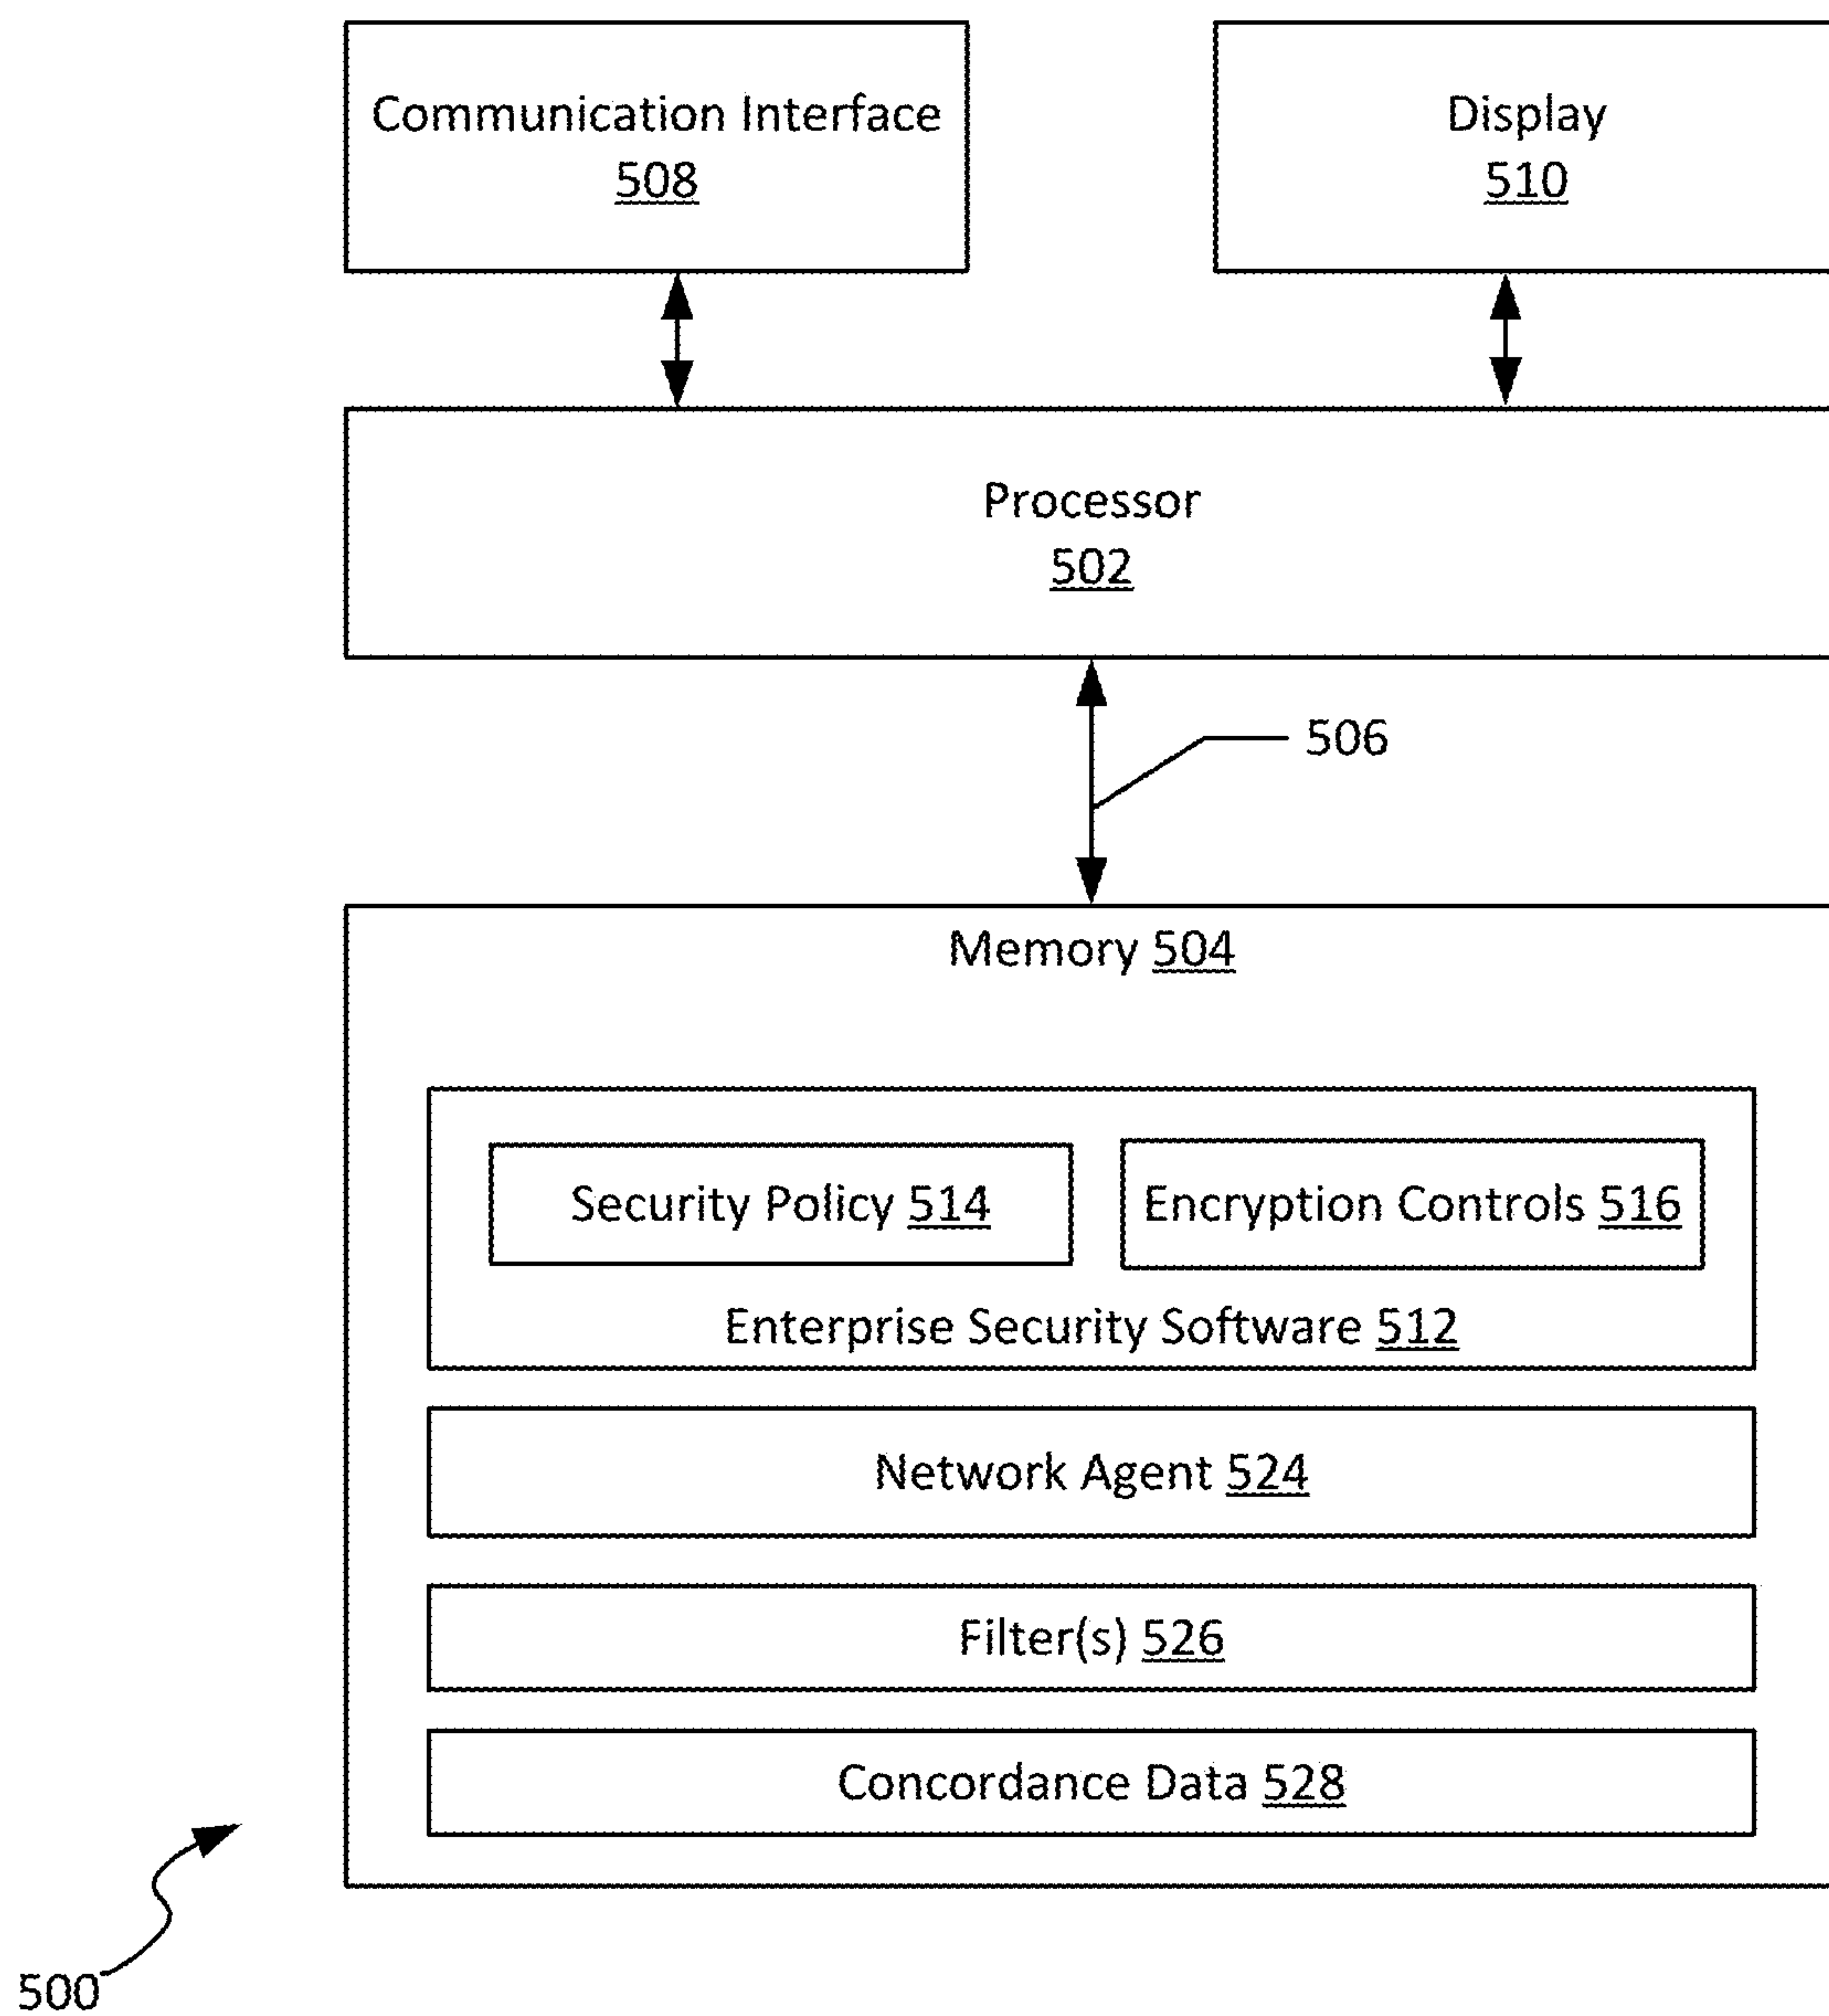 Communication Interface
508
Display
510
Processor
502
506
Memory 504
Security Policy 514
Encryption Controls 516
Enterprise Security Software 512
Network Agent 524
Filter(s) 526
Concordance Data 528
500